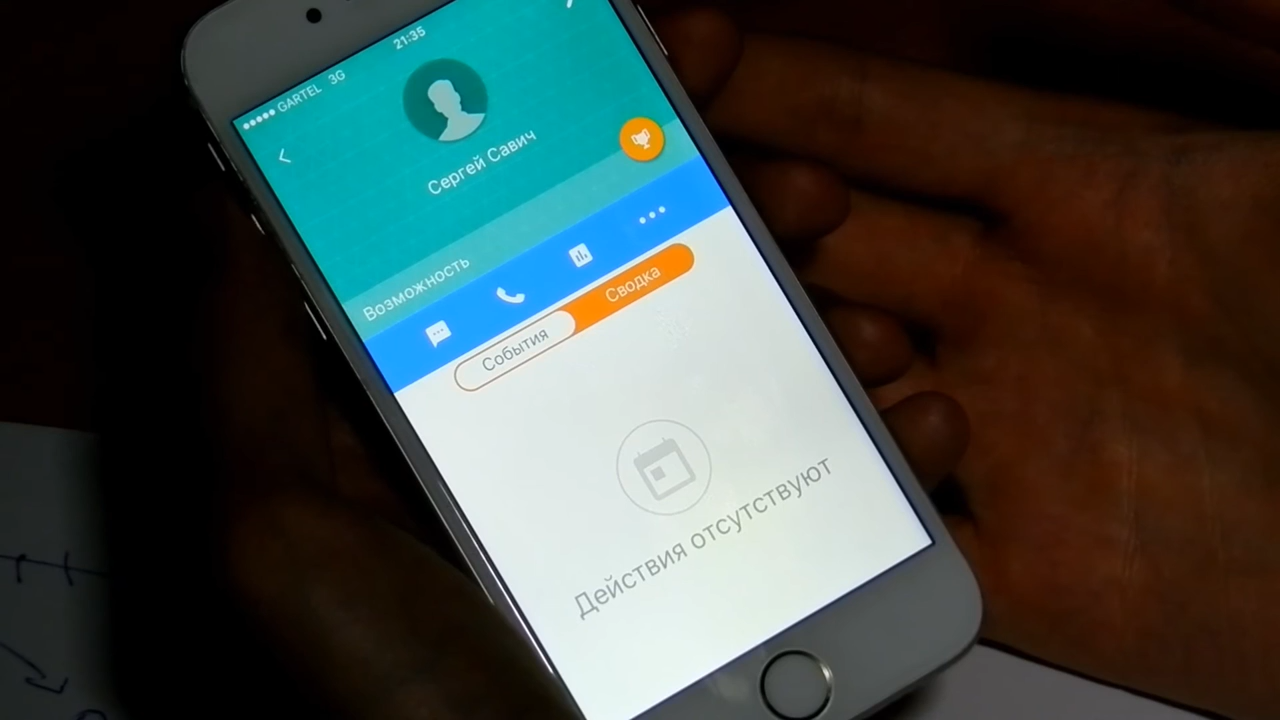 GARTEL 3G 21:35
Сергей Савич
Возможность
События Сводка
Действия отсутствуют